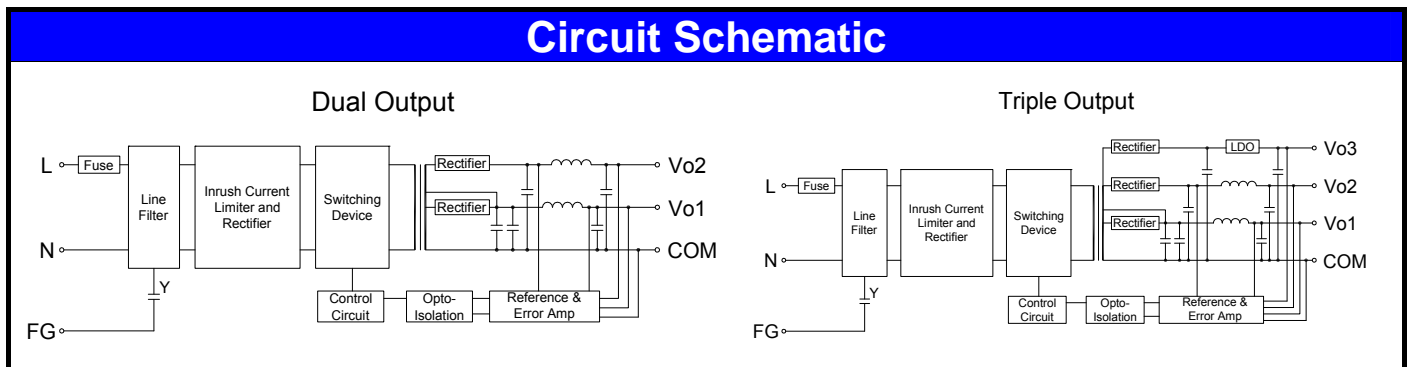 Circuit Schematic
Dual Output
L
Fuse
Line
Filter
Inrush Current
Limiter and
Rectifier
Switching
Device
Rectifier
Vo2
Rectifier
Vo1
N
COM
Y
Control
Circuit
Opto-
Isolation
Reference &
Error Amp
FG
Triple Output
Rectifier
LDO
Vo3
L
Fuse
Line
Filter
Inrush Current
Limiter and
Rectifier
Switching
Device
Rectifier
Vo2
Rectifier
Vo1
N
COM
Y
Control
Circuit
Opto-
Isolation
Reference &
Error Amp
FG